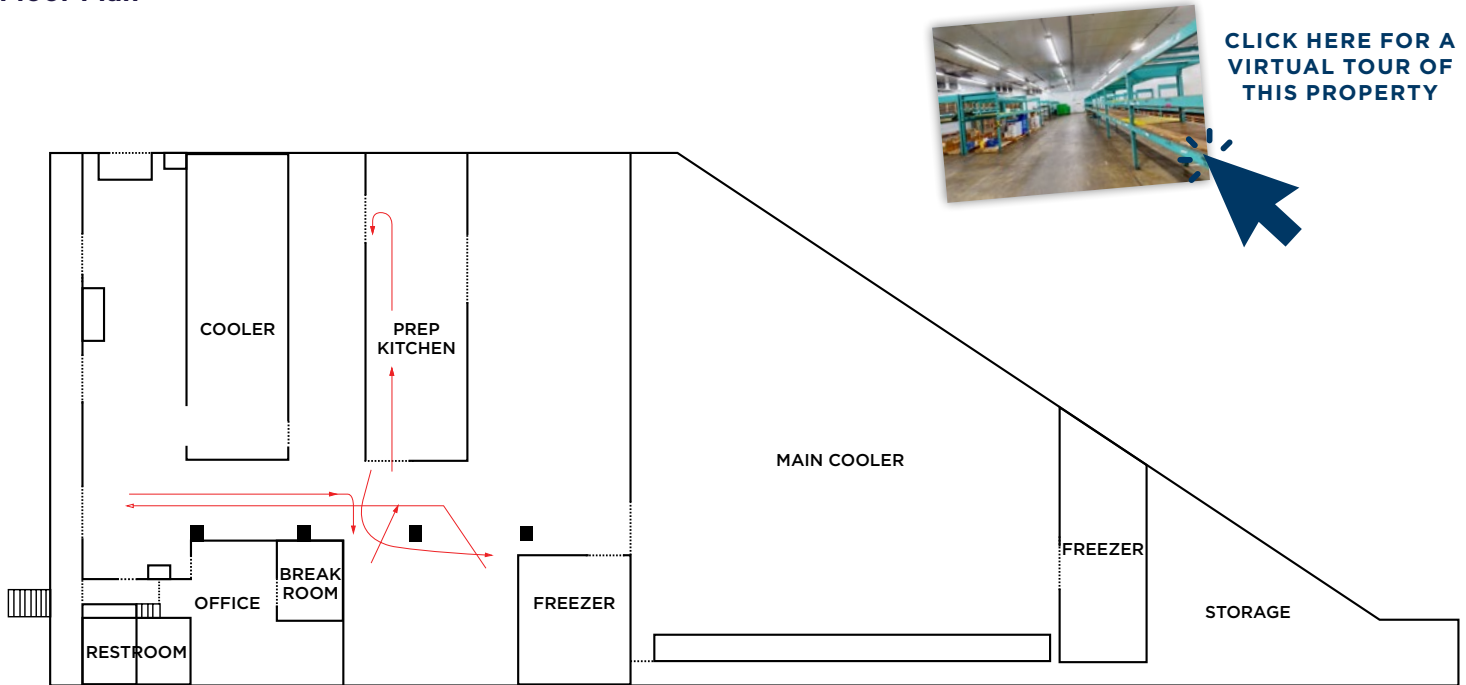 CLICK HERE FOR A
VIRTUAL TOUR OF
THIS PROPERTY
COOLER
PREP
KITCHEN
MAIN COOLER
BREAK
ROOM
OFFICE
RESTROOM
FREEZER
FREEZER
STORAGE